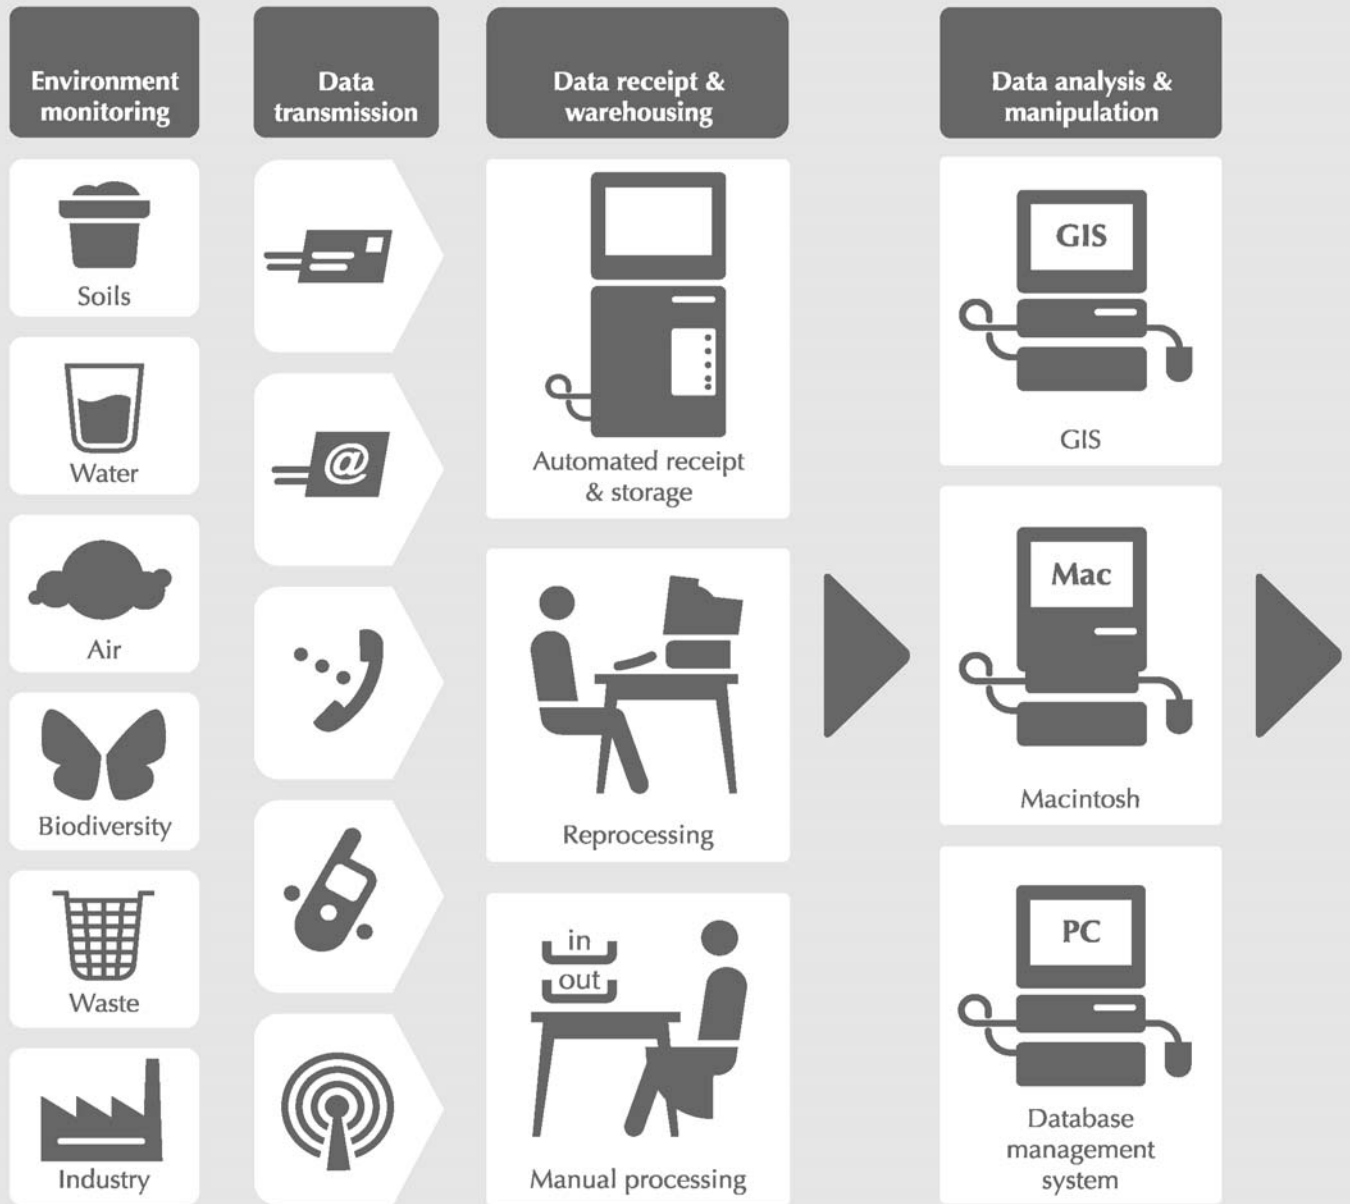 Environment
monitoring
Data
transmission
Data receipt &
warehousing
Data analysis &
manipulation
Soils
Water
Air
Biodiversity
Waste
Industry
@
Automated receipt
& storage
Reprocessing
in
out
Manual processing
GIS
GIS
Mac
Macintosh
PC
Database
management
system